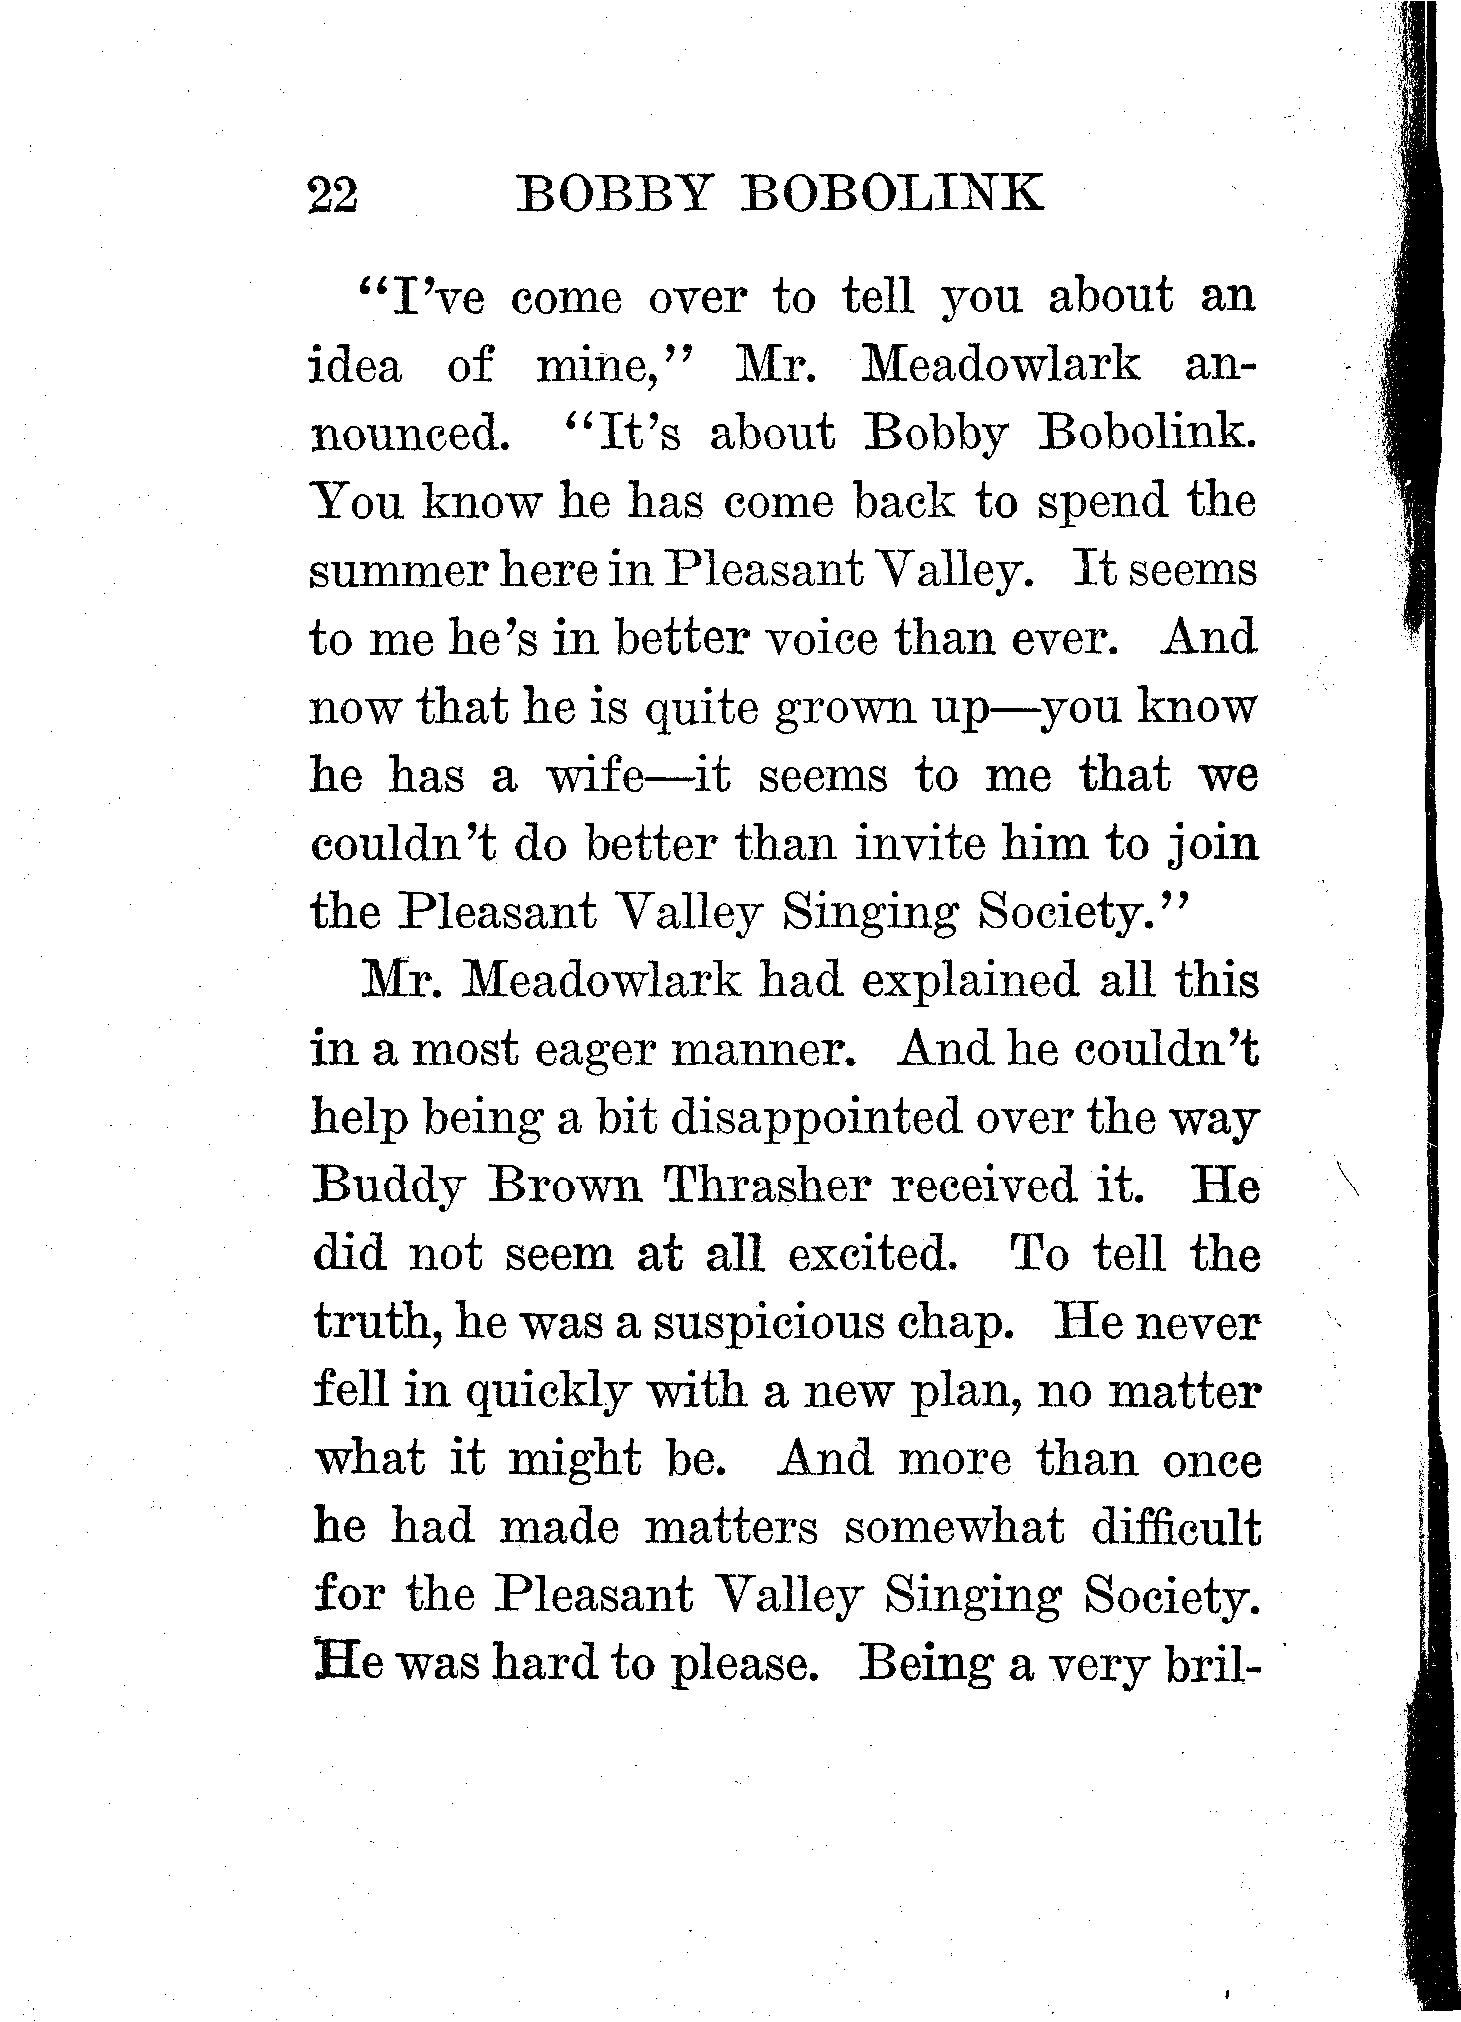 22 BOBBY BOBOLINK
"I've come over to tell you about an
idea of mine," Mr. Meadowlark an-
nounced. "It's about Bobby Bobolink.
You know he has come back to spend the
summer here in Pleasant Valley. It seems
to me he's in better voice than ever. And
now that he is quite grown up—you know
he has a wife—it seems to me that we
couldn't do better than invite him to join
the Pleasant Valley Singing Society."
Mr. Meadowlark had explained all this
in a most eager manner. And he couldn't
help being a bit disappointed over the way
Buddy Brown Thrasher received it. He
did not seem at all excited. To tell the
truth, he was a suspicious chap. He never
fell in quickly with a new plan, no matter
what it might be. And more than once
he had made matters somewhat difficult
for the Pleasant Valley Singing Society.
He was hard to please. Being a very bril-